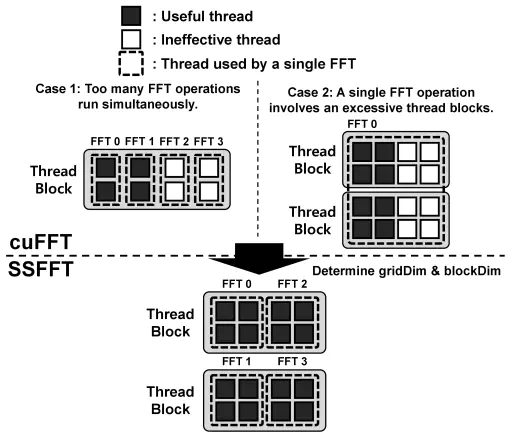 : Useful thread
: Ineffective thread
: Thread used by a single FFT
Case 1: Too many FFT operations
run simultaneously.
FFT 0 FFT 1 FFT 2 FFT 3
Thread
Block
Case 2: A single FFT operation
involves an excessive thread blocks.
FFT 0
Thread
Block
Thread
Block
cuFFT
SSFFT
Determine gridDim & blockDim
FFT 0 FFT 2
Thread
Block
FFT 1 FFT 3
Thread
Block